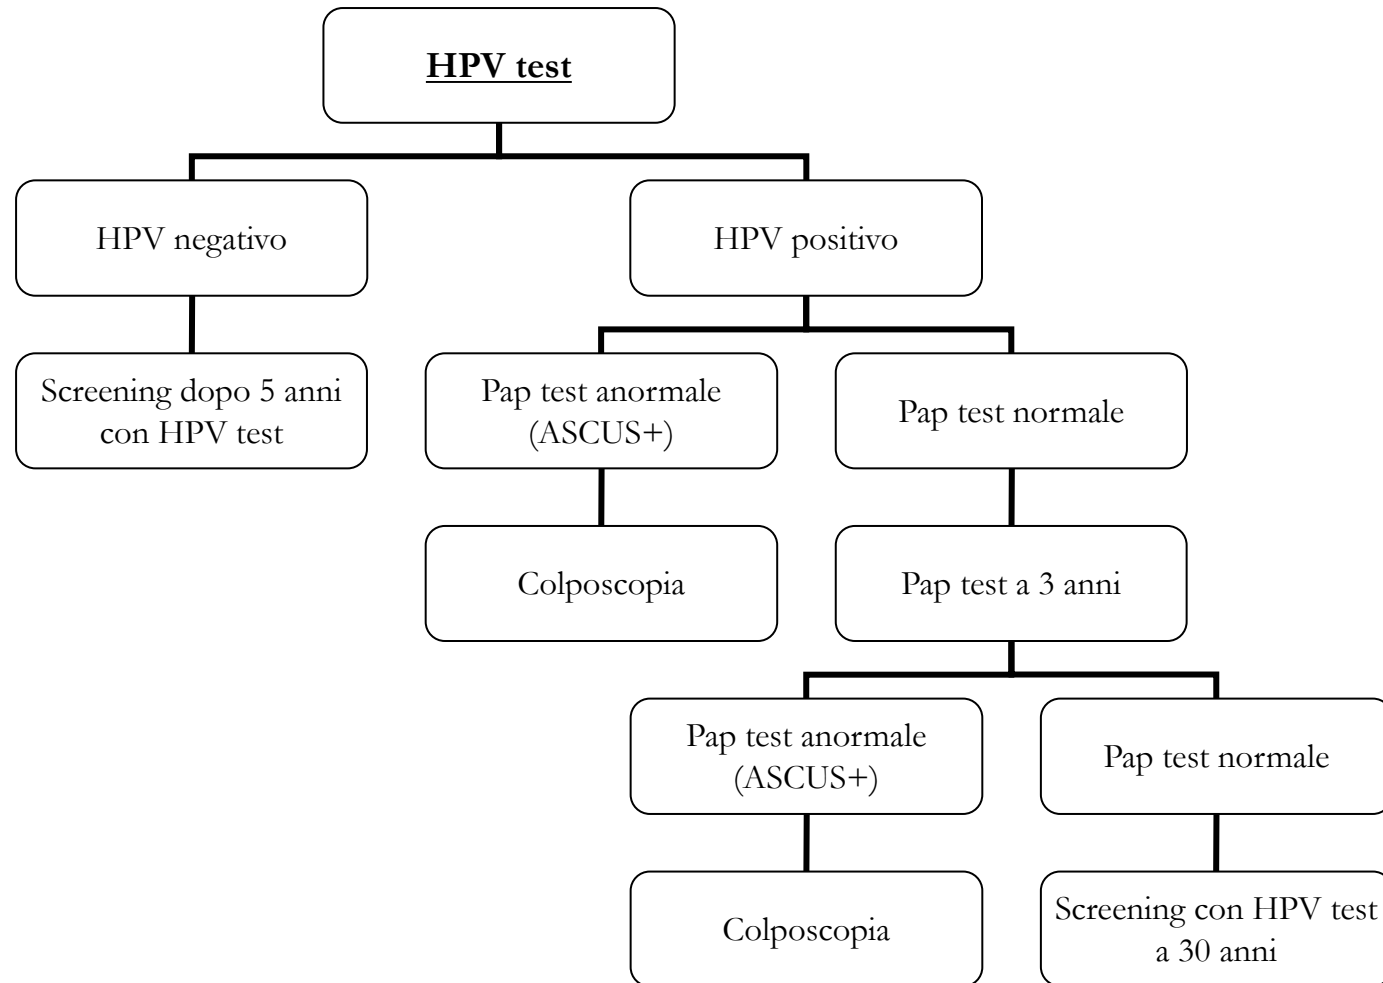 HPV test
HPV negativo
HPV positivo
Screening dopo 5 anni
con HPV test
Pap test anormale
(ASCUS+)
Pap test normale
Colposcopia
Pap test a 3 anni
Pap test anormale
(ASCUS+)
Pap test normale
Colposcopia
Screening con HPV test
a 30 anni